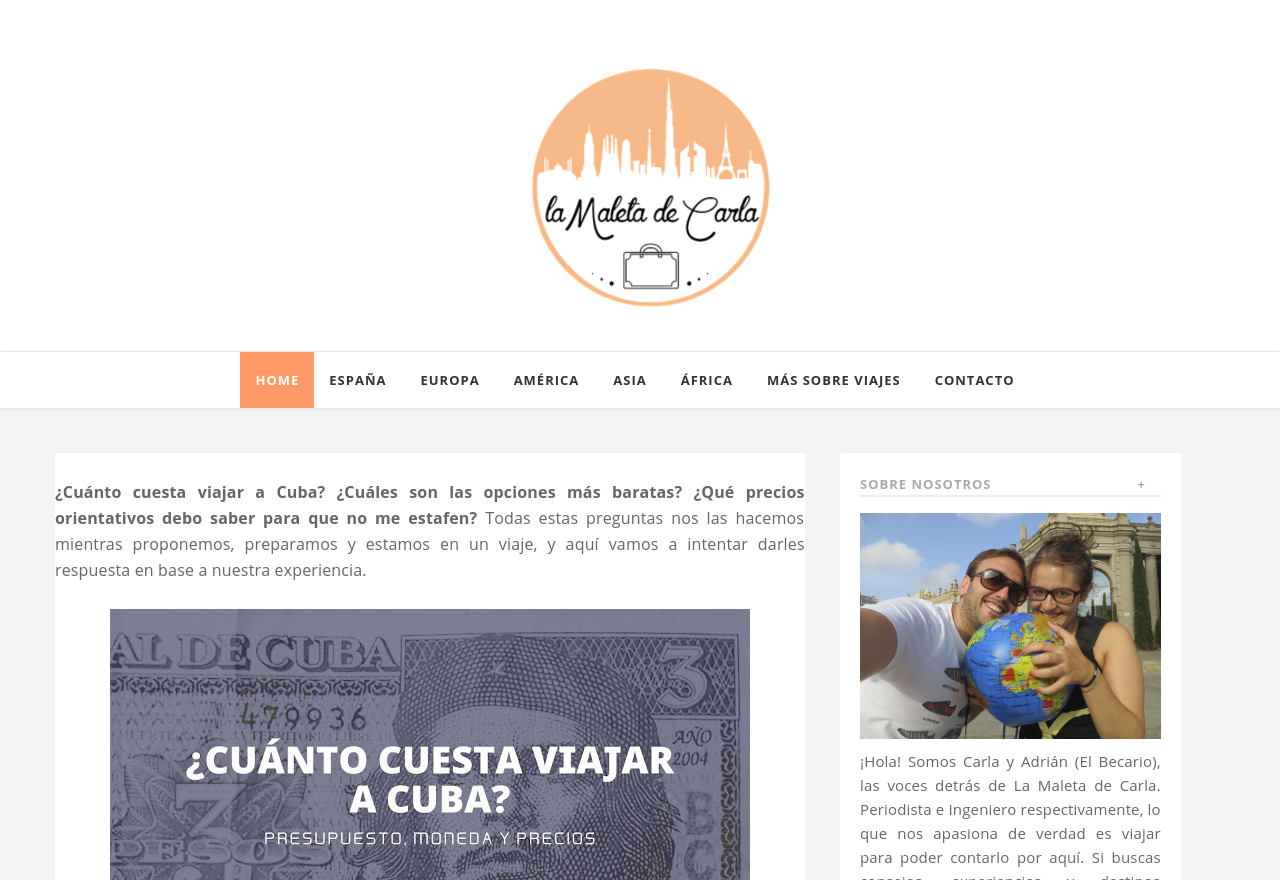 la Maleta de Carla
HOME
ESPAÑA
EUROPA
AMÉRICA
ASIA
ÁFRICA
MÁS SOBRE VIAJES
CONTACTO
¿Cuánto cuesta viajar a Cuba? ¿Cuáles son las opciones más baratas? ¿Qué precios
orientativos debo saber para que no me estafen? Todas estas preguntas nos las hacemos
mientras proponemos, preparamos y estamos en un viaje, y aquí vamos a intentar darles
respuesta en base a nuestra experiencia.
AL DE CUBA
3
479936
AÑO
2004
¿CUÁNTO CUESTA VIAJAR
A CUBA?
PRESUPUESTO, MONEDA Y PRECIOS
PESOS
SOBRE NOSOTROS +
¡Hola! Somos Carla y Adrián (El Becario),
las voces detrás de La Maleta de Carla.
Periodista e Ingeniero respectivamente, lo
que nos apasiona de verdad es viajar
para poder contarlo por aquí. Si buscas